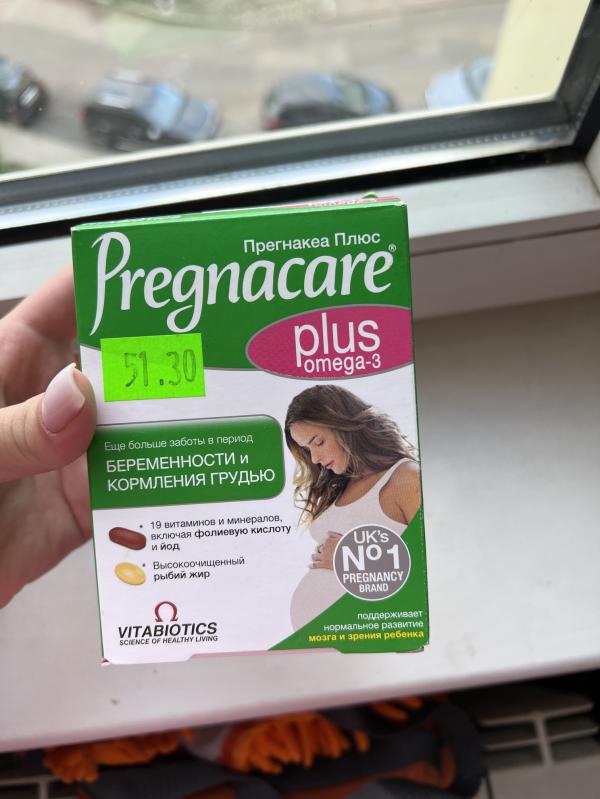 Прегнакеа Плюс
Pregnacare®
plus
omega-3
51.30
Еще больше заботы в период
БЕРЕМЕННОСТИ и
КОРМЛЕНИЯ ГРУДЬЮ
• 19 витаминов и минералов,
включая фолиевую кислоту
и йод
• Высокоочищенный
рыбий жир
UK's
Nº1
PREGNANCY
BRAND
VITABIOTICS
SCIENCE OF HEALTHY LIVING
поддерживает
нормальное развитие
мозга и зрения ребенка